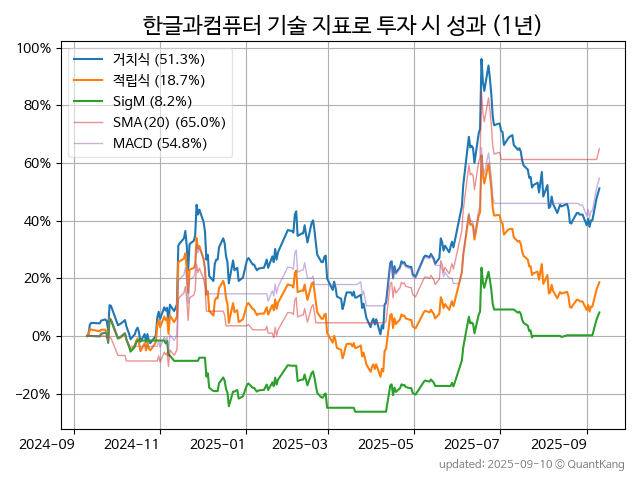 한글과컴퓨터 기술 지표로 투자 시 성과 (1년)
거치식 (51.3%)
적립식 (18.7%)
SigM (8.2%)
SMA(20) (65.0%)
MACD (54.8%)
100%
80%
60%
40%
20%
0%
−20%
2024-09
2024-11
2025-01
2025-03
2025-05
2025-07
2025-09
updated: 2025-09-10 © QuantKang